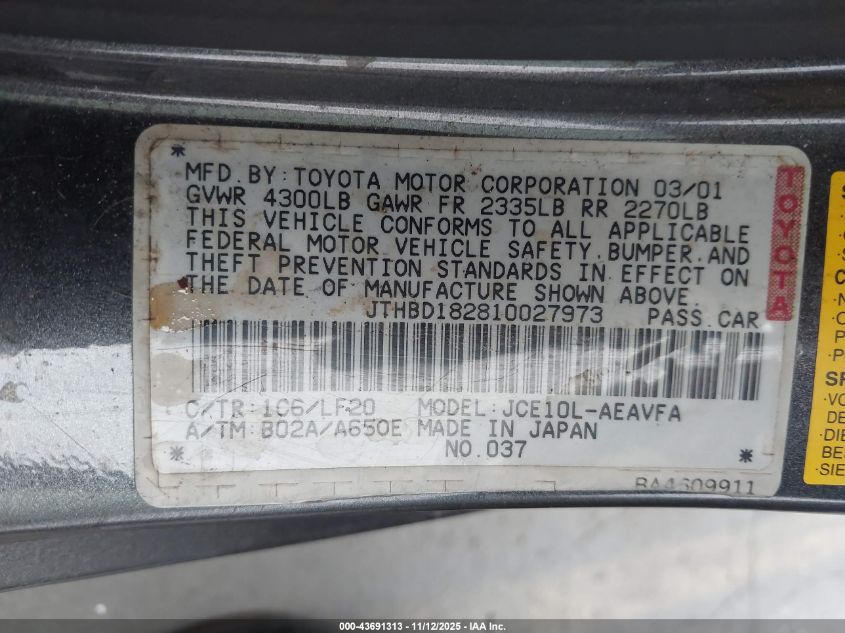 * 
MFD.BY:TOYOTA MOTOR CORPORATION 03/01
GVWR 4300LB GAWR FR 2335LB RR 2270LB
THIS VEHICLE CONFORMS TO ALL APPLICABLE
FEDERAL MOTOR VEHICLE SAFETY,BUMPER,AND
THEFT PREVENTION STANDARDS IN EFFECT ON
THE DATE OF MANUFACTURE SHOWN ABOVE.
JTHBD182810027973 PASS.CAR
C/TR:1C6/LF20 MODEL:JCE10L-AEAVFA
A/TM:B02A/A650E MADE IN JAPAN
* NO.037 *
BA4609911
TOYOTA
000-43691313 - 11/12/2025 - IAA Inc.